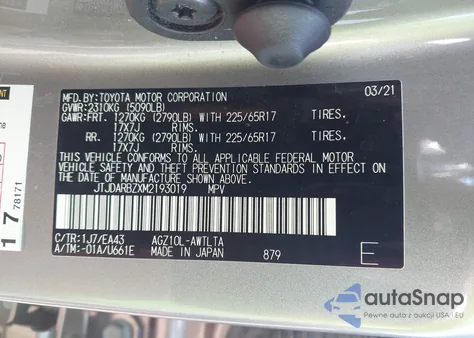 MFD.BY:TOYOTA MOTOR CORPORATION 03/21
GVWR:2310KG (5090LB)
GAWR:FRT. 1270KG (2790LB) WITH 225/65R17 TIRES.
17X7J RIMS.
RR. 1270KG (2790LB) WITH 225/65R17 TIRES.
17X7J RIMS.
THIS VEHICLE CONFORMS TO ALL APPLICABLE FEDERAL MOTOR
VEHICLE SAFETY AND THEFT PREVENTION STANDARDS IN EFFECT
ON THE DATE OF MANUFACTURE SHOWN ABOVE.
JTJDARBZXM2193019 MPV
C/TR:1J7/EA43 AGZ10L-AWTLTA
A/TM:-01A/U661E MADE IN JAPAN 879 E
17
78171
autoSnap
Pewne auta z aukcji USA i EU